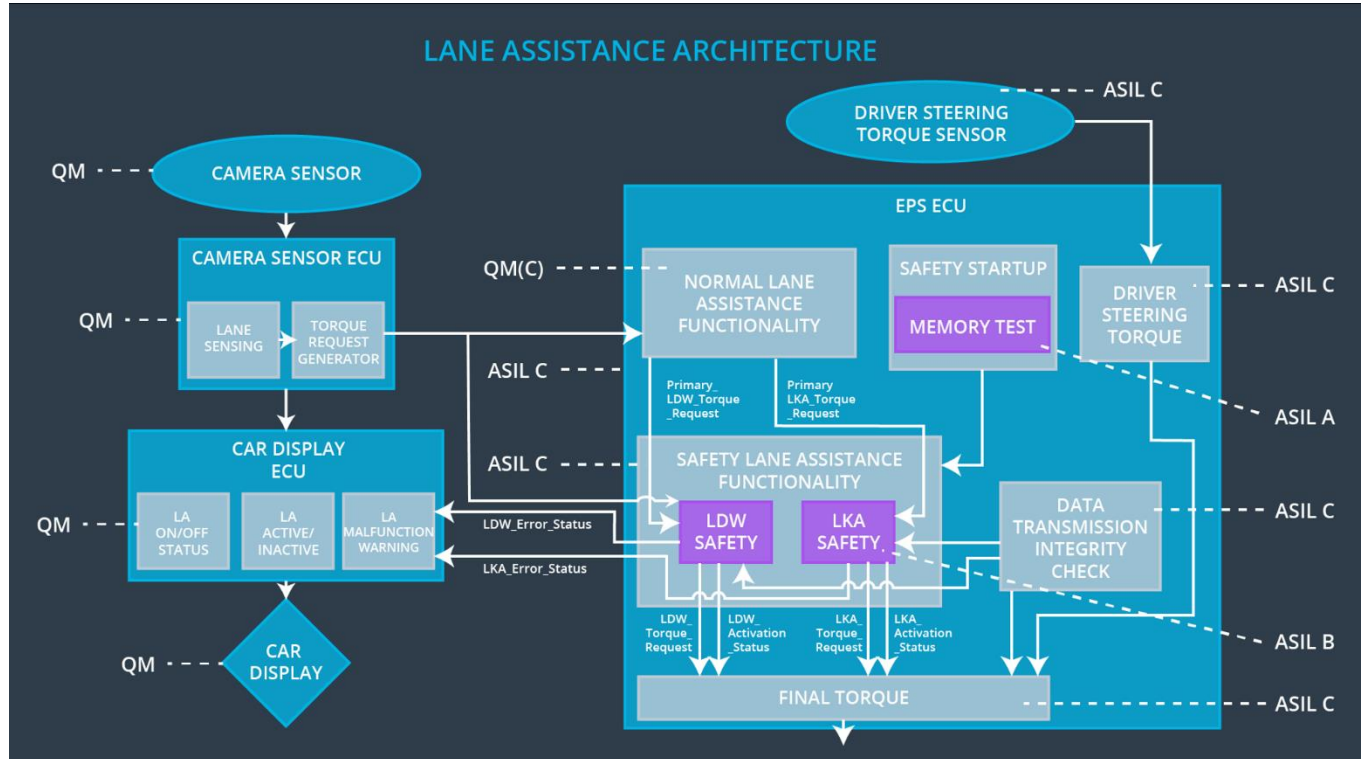 LANE ASSISTANCE ARCHITECTURE
ASIL C
DRIVER STEERING
TORQUE SENSOR
QM
CAMERA SENSOR
EPS ECU
CAMERA SENSOR ECU
QM(C)
NORMAL LANE
ASSISTANCE
FUNCTIONALITY
SAFETY STARTUP
MEMORY TEST
DRIVER
STEERING
TORQUE
ASIL C
QM
LANE
SENSING
TORQUE
REQUEST
GENERATOR
ASIL C
Primary_
LDW_Torque
_Request
Primary
LKA_Torque
_Request
ASIL A
CAR DISPLAY
ECU
ASIL C
SAFETY LANE ASSISTANCE
FUNCTIONALITY
QM
LA
ON/OFF
STATUS
LA
ACTIVE/
INACTIVE
LA
MALFUNCTION
WARNING
LDW_Error_Status
LDW
SAFETY
LKA
SAFETY
DATA
TRANSMISSION
INTEGRITY
CHECK
ASIL C
LKA_Error_Status
LDW_
Torque_
Request
LDW_
Activation
_Status
LKA_
Torque_
Request
LKA_
Activation
_Status
ASIL B
QM
CAR
DISPLAY
FINAL TORQUE
ASIL C